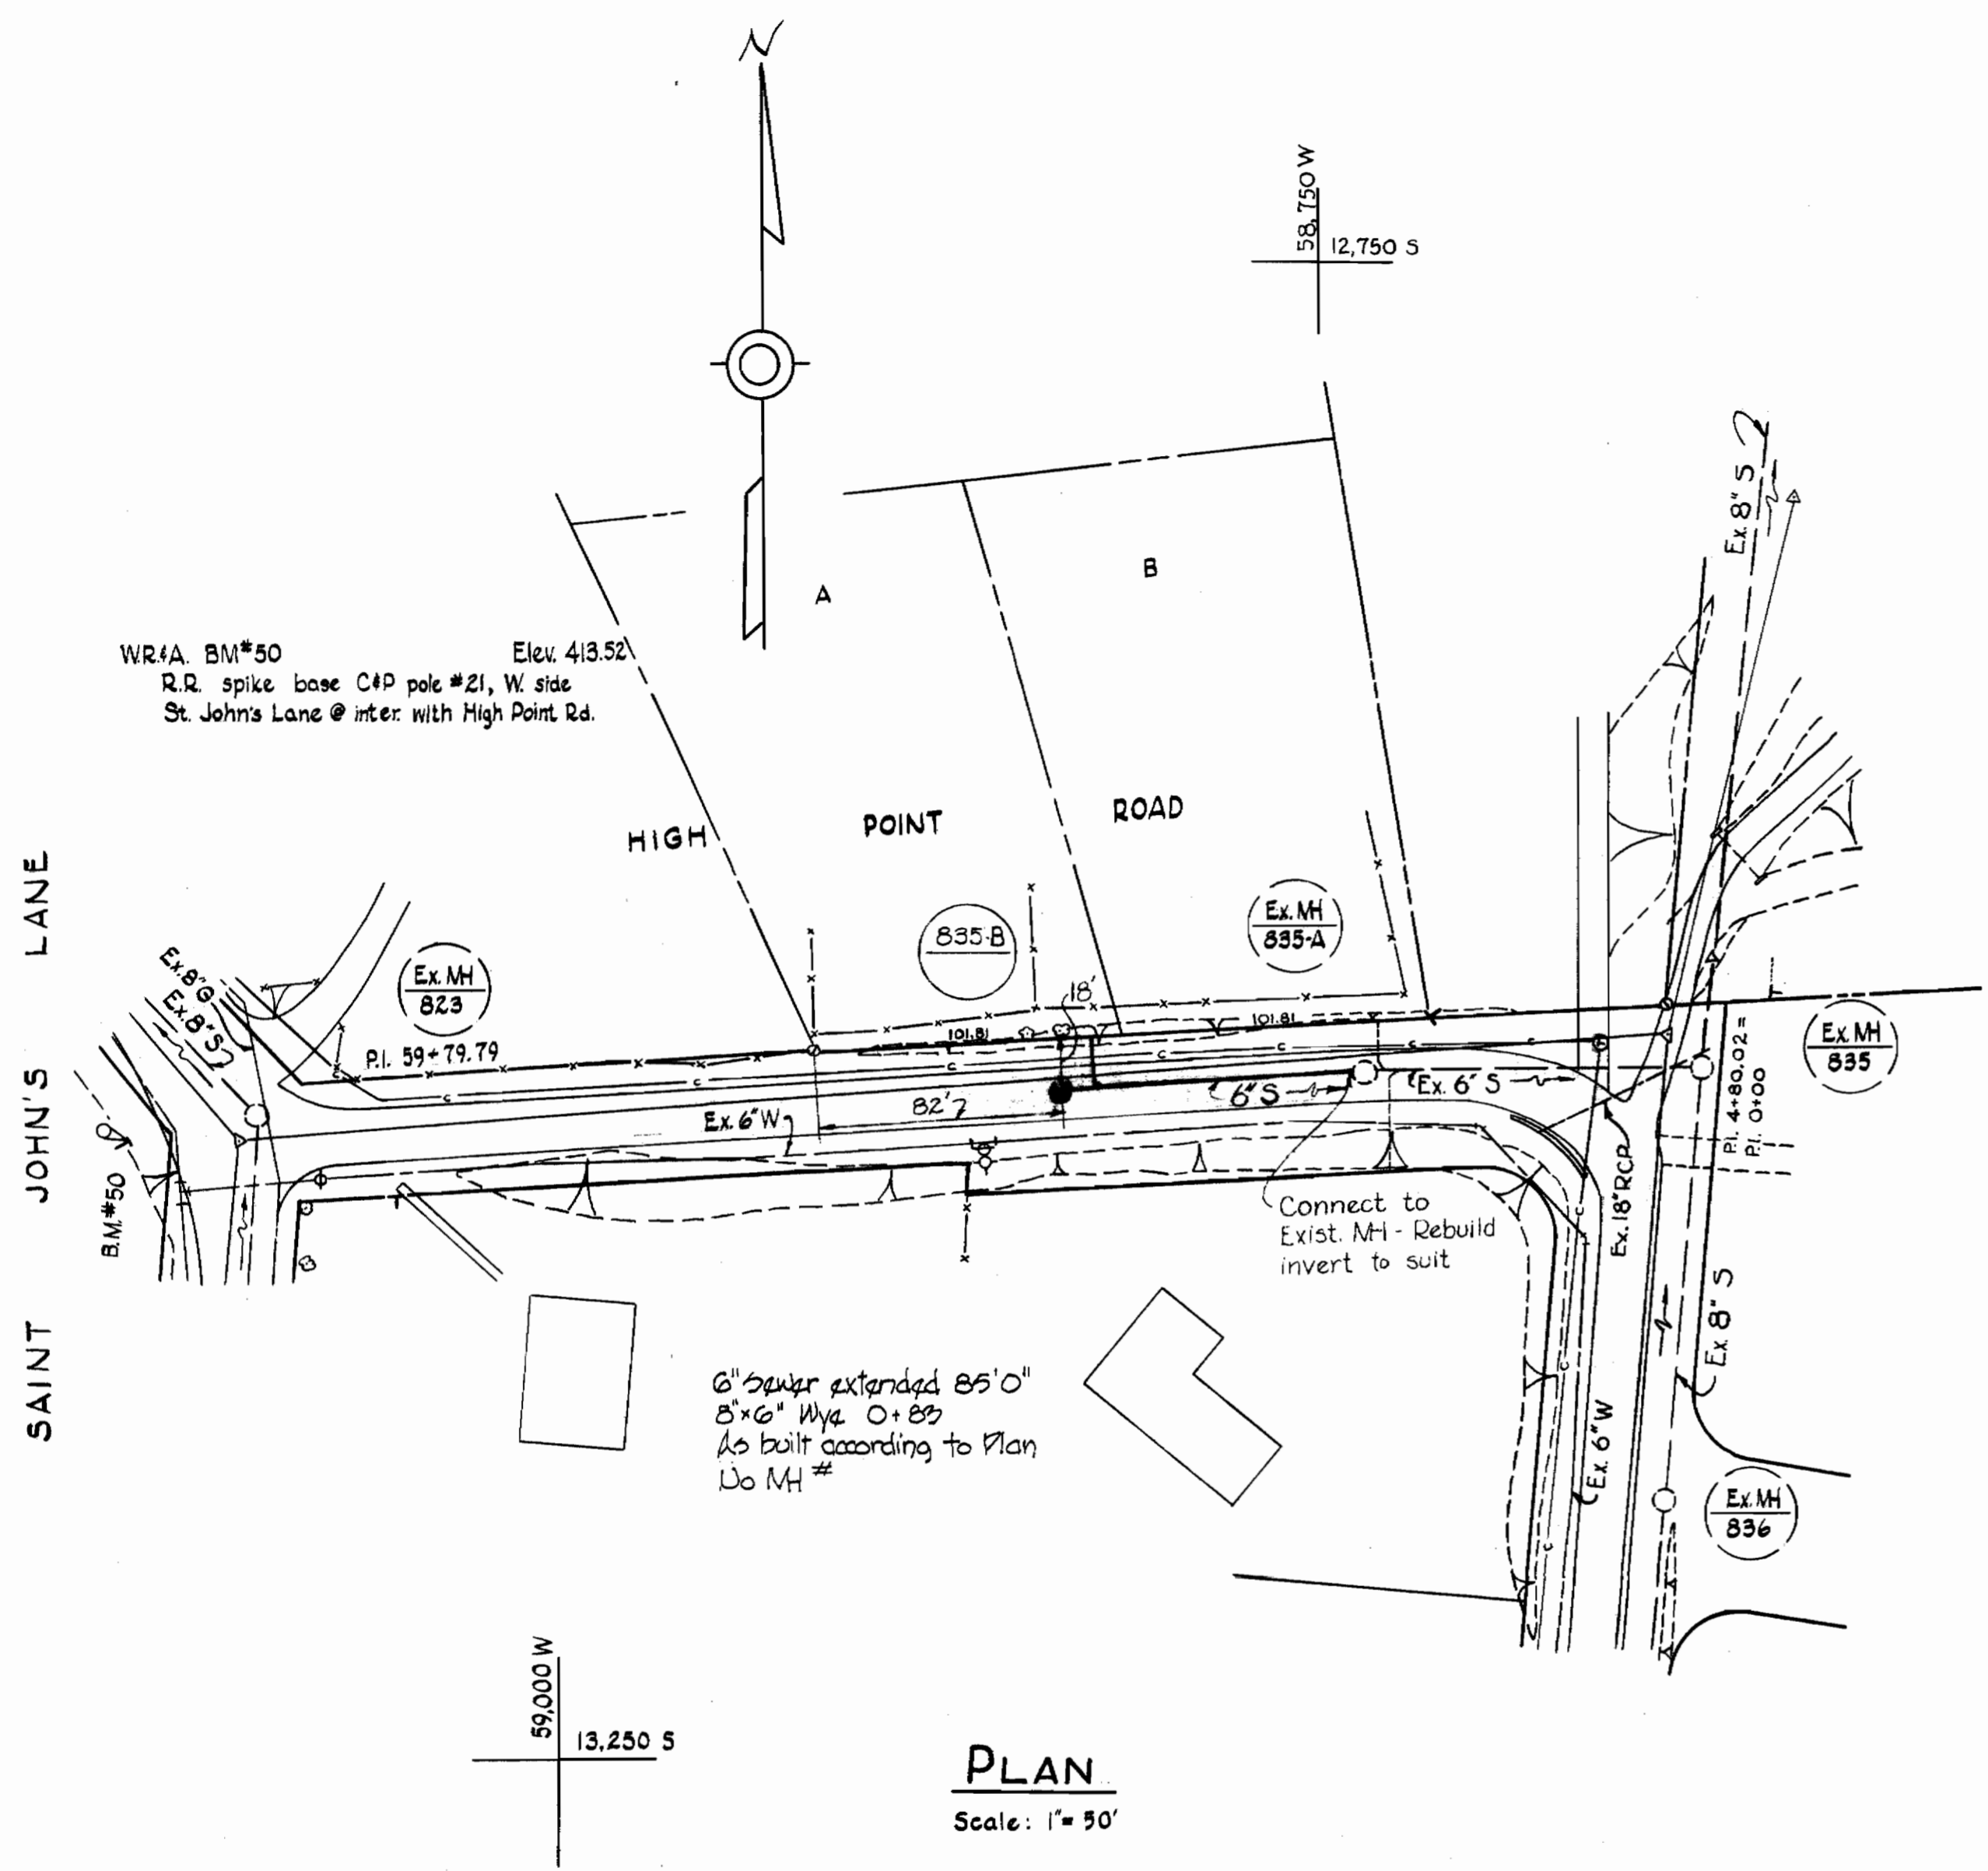 N
58,750 W
12,750 S
Ex. 8" S
A
B
W.R.&A. BM#50 Elev. 413.52
R.R. spike base C&P pole #21, W. side
St. John's Lane @ inter. with High Point Rd.
HIGH POINT ROAD
SAINT JOHN'S LANE
Ex. 8" G
Ex. 8" S
Ex. MH
823
P.I. 59+79.79
835-B
Ex. MH
835-A
18'
101.81
101.81
Ex. MH
835
P.I. 4+80.02=
P.I. 0+00
82'
6" S
Ex. 6" S
Ex. 6" W
B.M.#50
Ex. 18" RCP
Connect to
Exist. MH - Rebuild
invert to suit
Ex. 8" S
6" Sewer extended 85'0"
8"x6" Wye 0+83
As built according to Plan
No MH #
Ex. 6" W
Ex. MH
836
59,000 W
13,250 S
PLAN
Scale: 1"= 50'